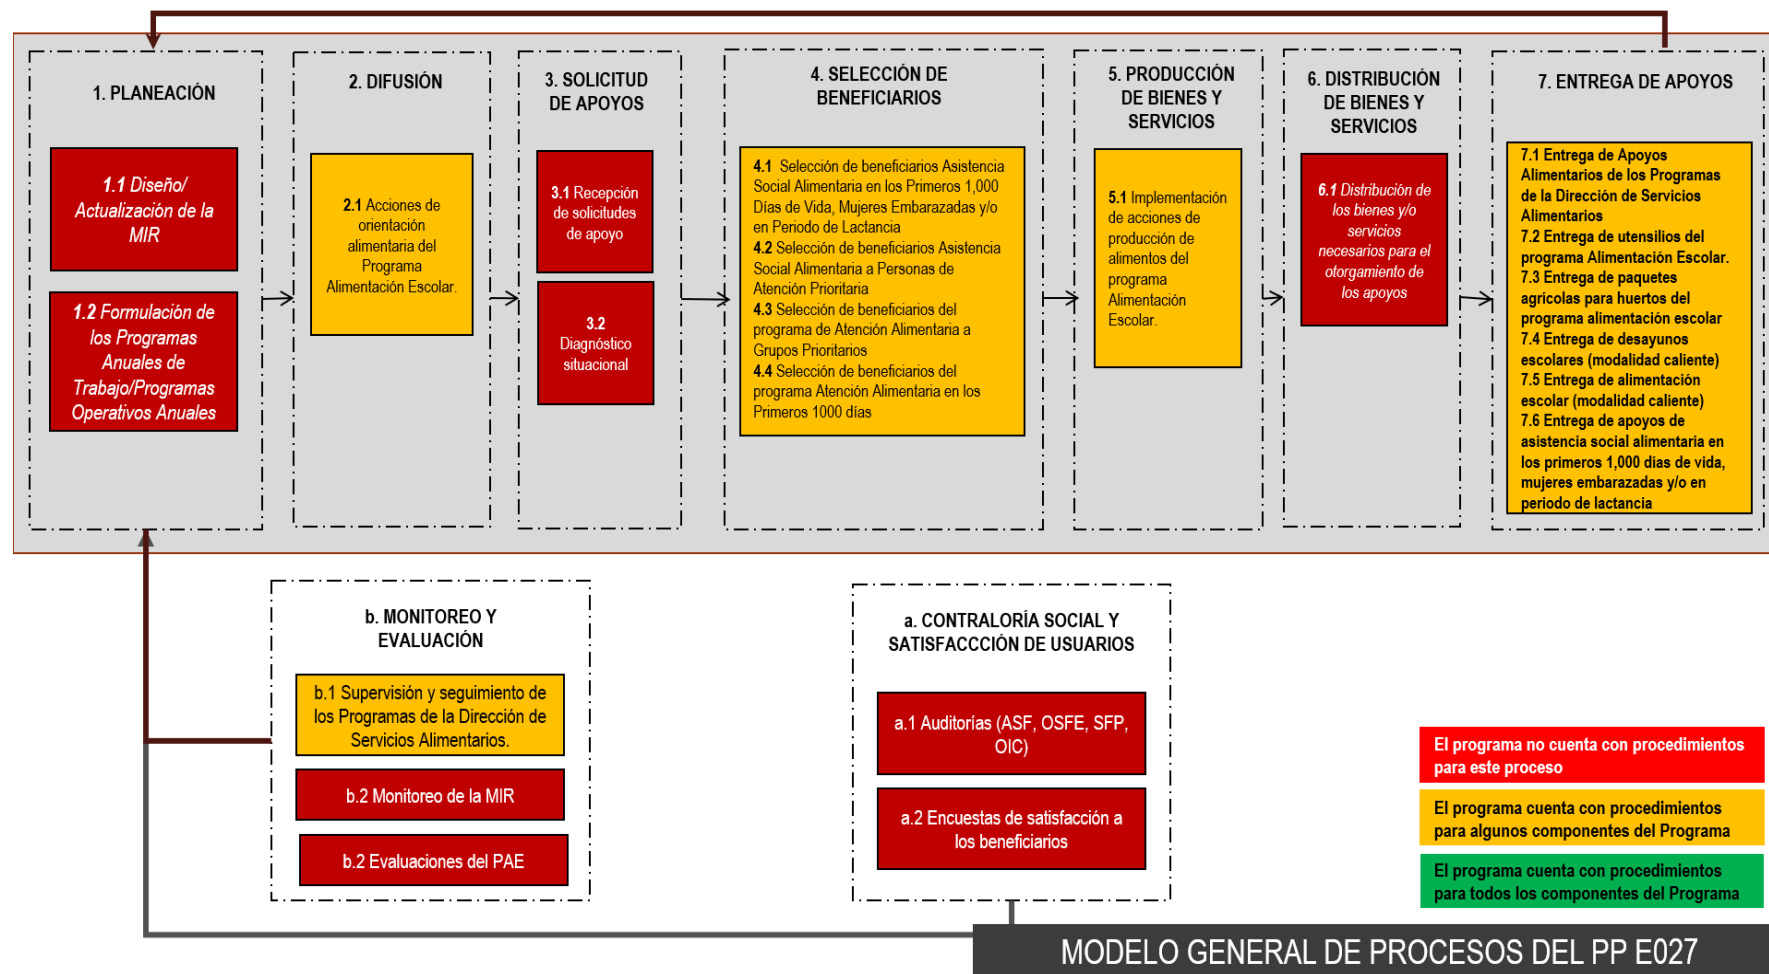 1. PLANEACIÓN
1.1 Diseño/
Actualización de la
MIR
1.2 Formulación de
los Programas
Anuales de
Trabajo/Programas
Operativos Anuales
2. DIFUSIÓN
2.1 Acciones de
orientación
alimentaria del
Programa
Alimentación Escolar.
3. SOLICITUD
DE APOYOS
3.1 Recepción
de solicitudes
de apoyo
3.2
Diagnóstico
situacional
4. SELECCIÓN DE
BENEFICIARIOS
4.1 Selección de beneficiarios Asistencia
Social Alimentaria en los Primeros 1,000
Días de Vida, Mujeres Embarazadas y/o
en Periodo de Lactancia
4.2 Selección de beneficiarios Asistencia
Social Alimentaria a Personas de
Atención Prioritaria
4.3 Selección de beneficiarios del
programa de Atención Alimentaria a
Grupos Prioritarios
4.4 Selección de beneficiarios del
programa Atención Alimentaria en los
Primeros 1000 días
5. PRODUCCIÓN
DE BIENES Y
SERVICIOS
5.1 Implementación
de acciones de
producción de
alimentos del
programa
Alimentación
Escolar.
6. DISTRIBUCIÓN
DE BIENES Y
SERVICIOS
6.1 Distribución de
los bienes y/o
servicios
necesarios para el
otorgamiento de
los apoyos
7. ENTREGA DE APOYOS
7.1 Entrega de Apoyos
Alimentarios de los Programas
de la Dirección de Servicios
Alimentarios
7.2 Entrega de utensilios del
programa Alimentación Escolar.
7.3 Entrega de paquetes
agrícolas para huertos del
programa alimentación escolar
7.4 Entrega de desayunos
escolares (modalidad caliente)
7.5 Entrega de alimentación
escolar (modalidad caliente)
7.6 Entrega de apoyos de
asistencia social alimentaria en
los primeros 1,000 días de vida,
mujeres embarazadas y/o en
periodo de lactancia
b. MONITOREO Y
EVALUACIÓN
b.1 Supervisión y seguimiento de
los Programas de la Dirección de
Servicios Alimentarios.
b.2 Monitoreo de la MIR
b.2 Evaluaciones del PAE
a. CONTRALORÍA SOCIAL Y
SATISFACCCIÓN DE USUARIOS
a.1 Auditorías (ASF, OSFE, SFP,
OIC)
a.2 Encuestas de satisfacción a
los beneficiarios
El programa no cuenta con procedimientos
para este proceso
El programa cuenta con procedimientos
para algunos componentes del Programa
El programa cuenta con procedimientos
para todos los componentes del Programa
MODELO GENERAL DE PROCESOS DEL PP E027